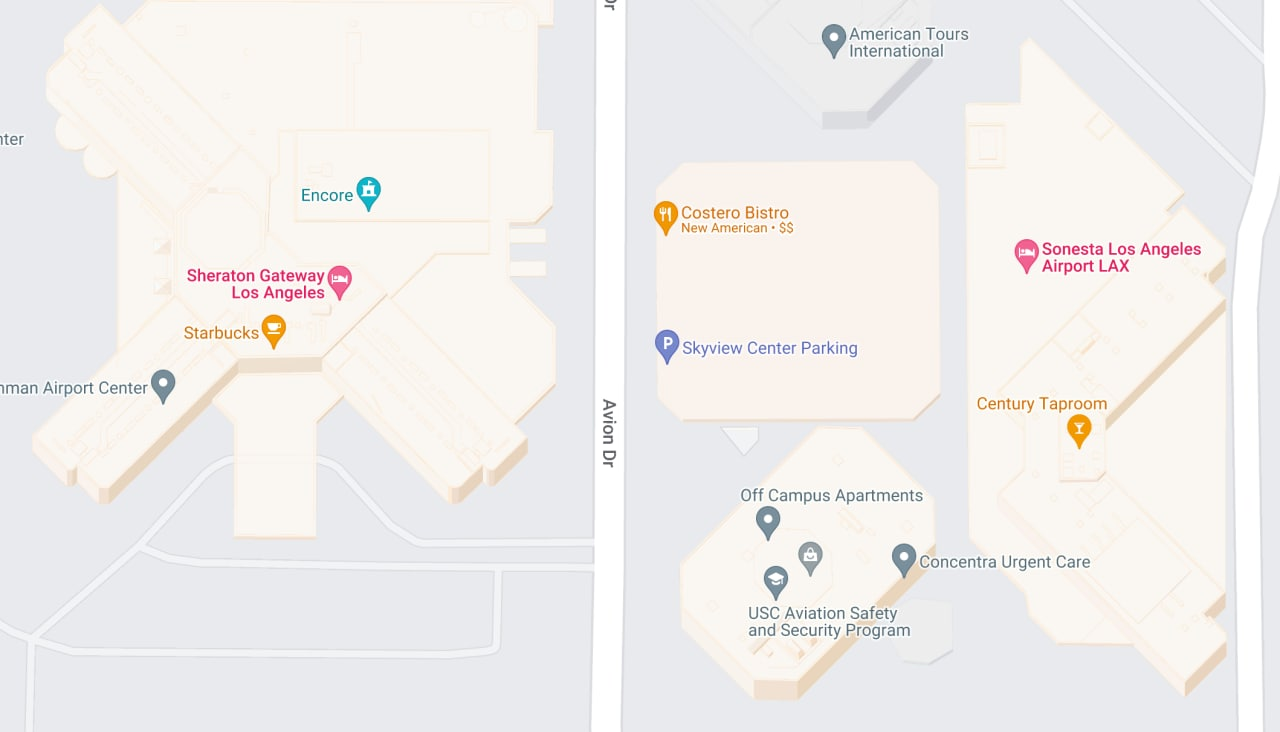 American Tours
International
Encore
Costero Bistro
New American • $$
Sonesta Los Angeles
Airport LAX
Sheraton Gateway
Los Angeles
Starbucks
P
Skyview Center Parking
Airport Center
Century Taproom
Avion Dr
Off Campus Apartments
Concentra Urgent Care
USC Aviation Safety
and Security Program